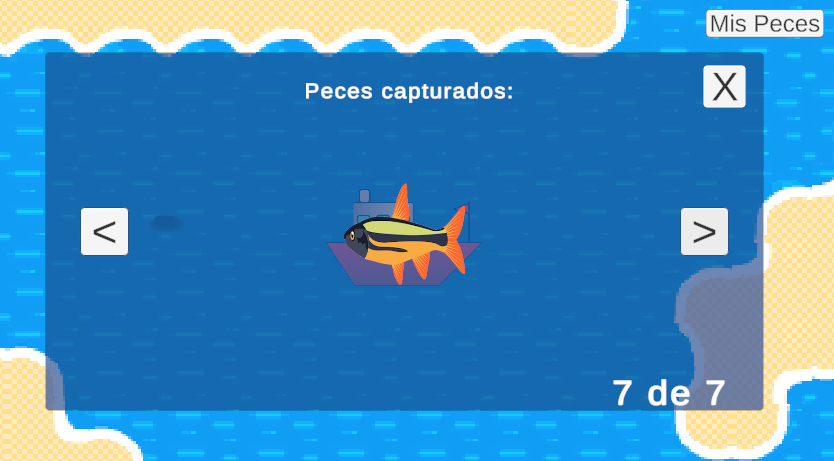 Mis Peces
Peces capturados:
X
<
>
7 de 7